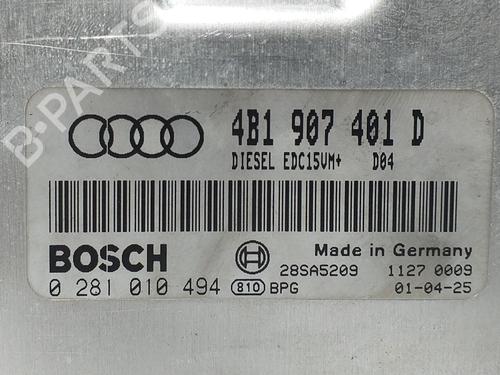 B-PARTS
4B1 907 401 D
DIESEL EDC15VM+ D04
BOSCH
Made in Germany
28SA5209 1127 0009
0 281 010 494 810 BPG 01-04-25